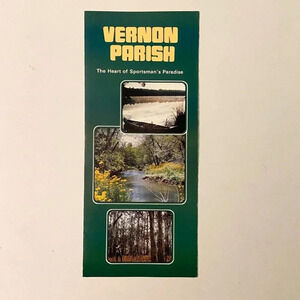 VERNON
PARISH
The Heart of Sportsman's Paradise